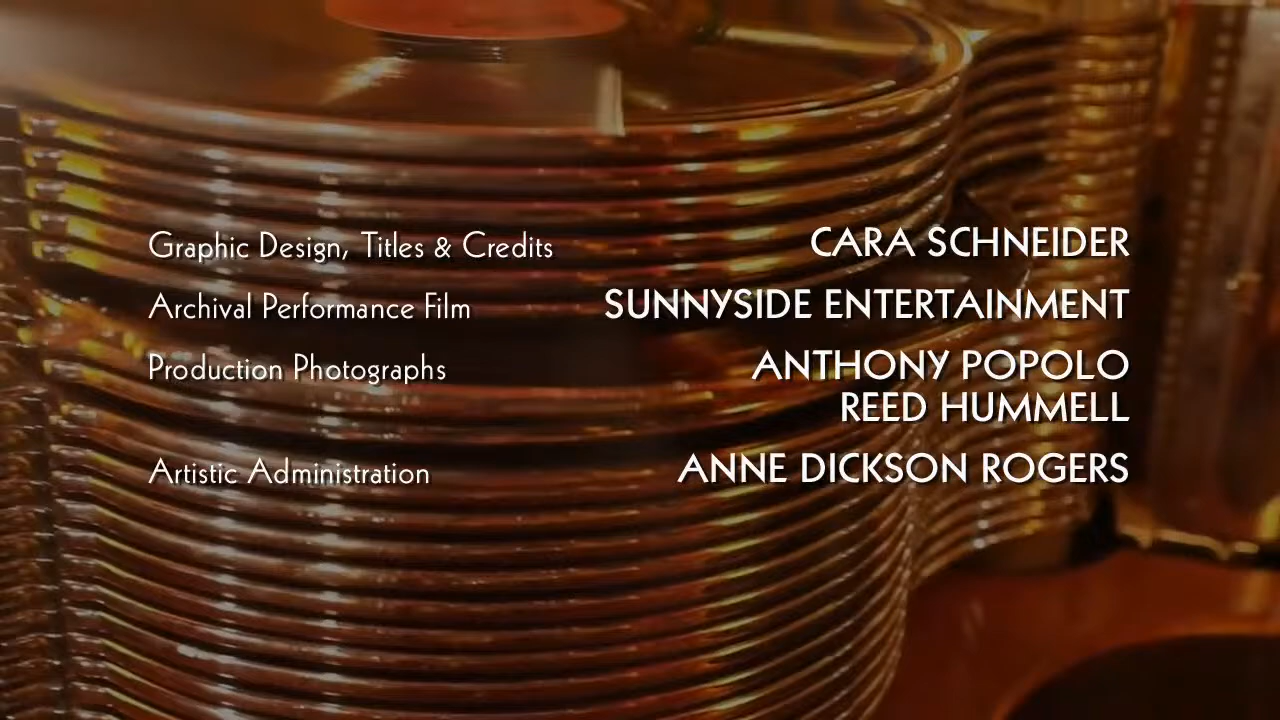 Graphic Design, Titles & Credits CARA SCHNEIDER
Archival Performance Film SUNNYSIDE ENTERTAINMENT
Production Photographs ANTHONY POPOLO
REED HUMMELL
Artistic Administration ANNE DICKSON ROGERS